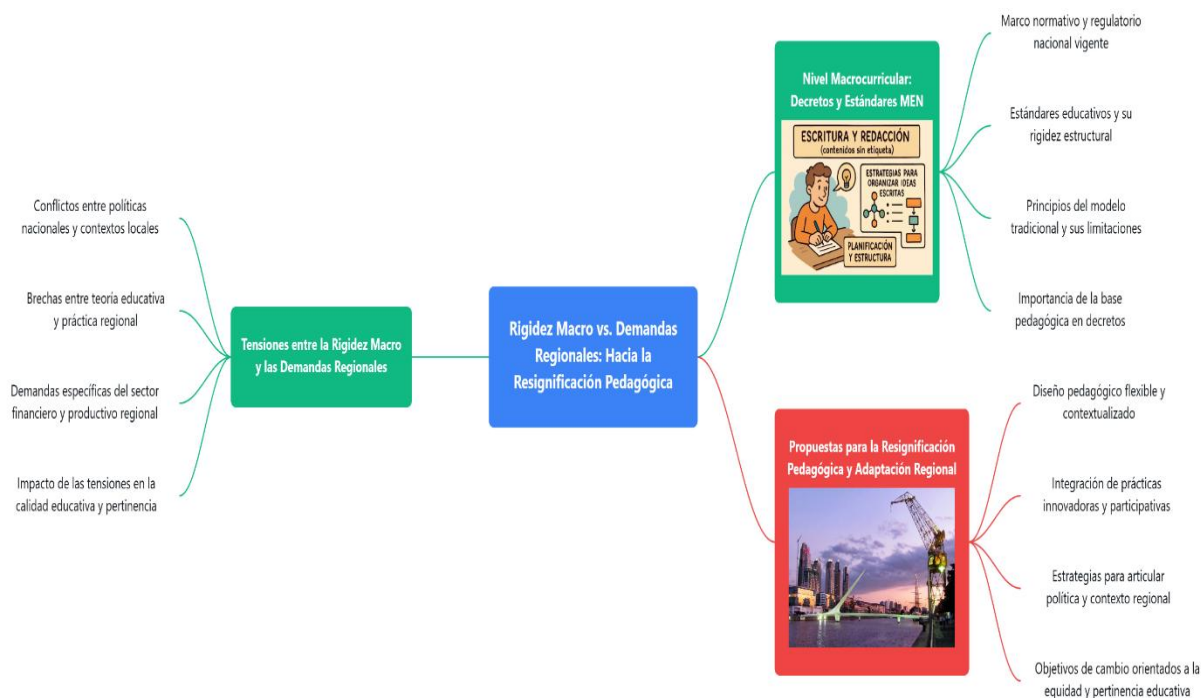 Rigidez Macro vs. Demandas
Regionales: Hacia la
Resignificación Pedagógica
Nivel Macrocurricular:
Decretos y Estándares MEN
ESCRITURA Y REDACCIÓN
(contenidos sin etiqueta)
ESTRATEGIAS PARA
ORGANIZAR IDEAS
ESCRITAS
PLANIFICACIÓN
Y ESTRUCTURA
Marco normativo y regulatorio
nacional vigente
Estándares educativos y su
rigidez estructural
Principios del modelo
tradicional y sus limitaciones
Importancia de la base
pedagógica en decretos
Propuestas para la Resignificación
Pedagógica y Adaptación Regional
Diseño pedagógico flexible y
contextualizado
Integración de prácticas
innovadoras y participativas
Estrategias para articular
política y contexto regional
Objetivos de cambio orientados a la
equidad y pertinencia educativa
Tensiones entre la Rigidez Macro
y las Demandas Regionales
Conflictos entre políticas
nacionales y contextos locales
Brechas entre teoría educativa
y práctica regional
Demandas específicas del sector
financiero y productivo regional
Impacto de las tensiones en la
calidad educativa y pertinencia